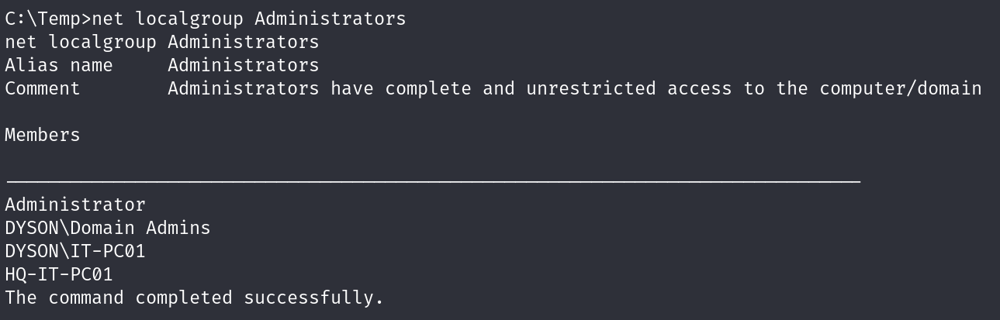 C:\Temp>net localgroup Administrators
net localgroup Administrators
Alias name     Administrators
Comment        Administrators have complete and unrestricted access to the computer/domain
Members
Administrator
DYSON\Domain Admins
DYSON\IT-PC01
HQ-IT-PC01
The command completed successfully.